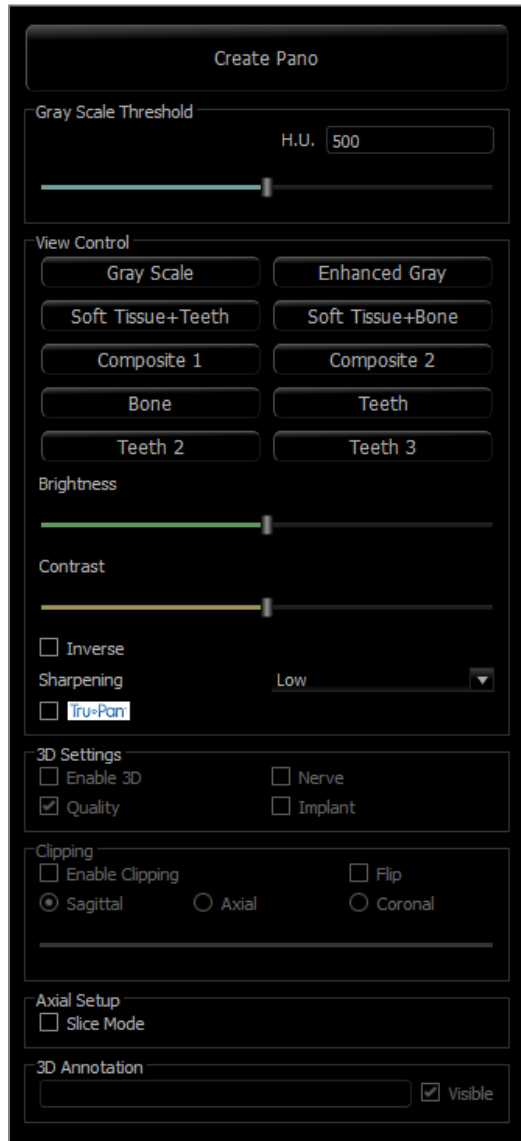 Create Pano
Gray Scale Threshold
H.U. 500
View Control
Gray Scale Enhanced Gray
Soft Tissue+Teeth Soft Tissue+Bone
Composite 1 Composite 2
Bone Teeth
Teeth 2 Teeth 3
Brightness
Contrast
Inverse
Sharpening Low
Tru•Pan™
3D Settings
Enable 3D Nerve
Quality Implant
Clipping
Enable Clipping Flip
Sagittal Axial Coronal
Axial Setup
Slice Mode
3D Annotation
Visible